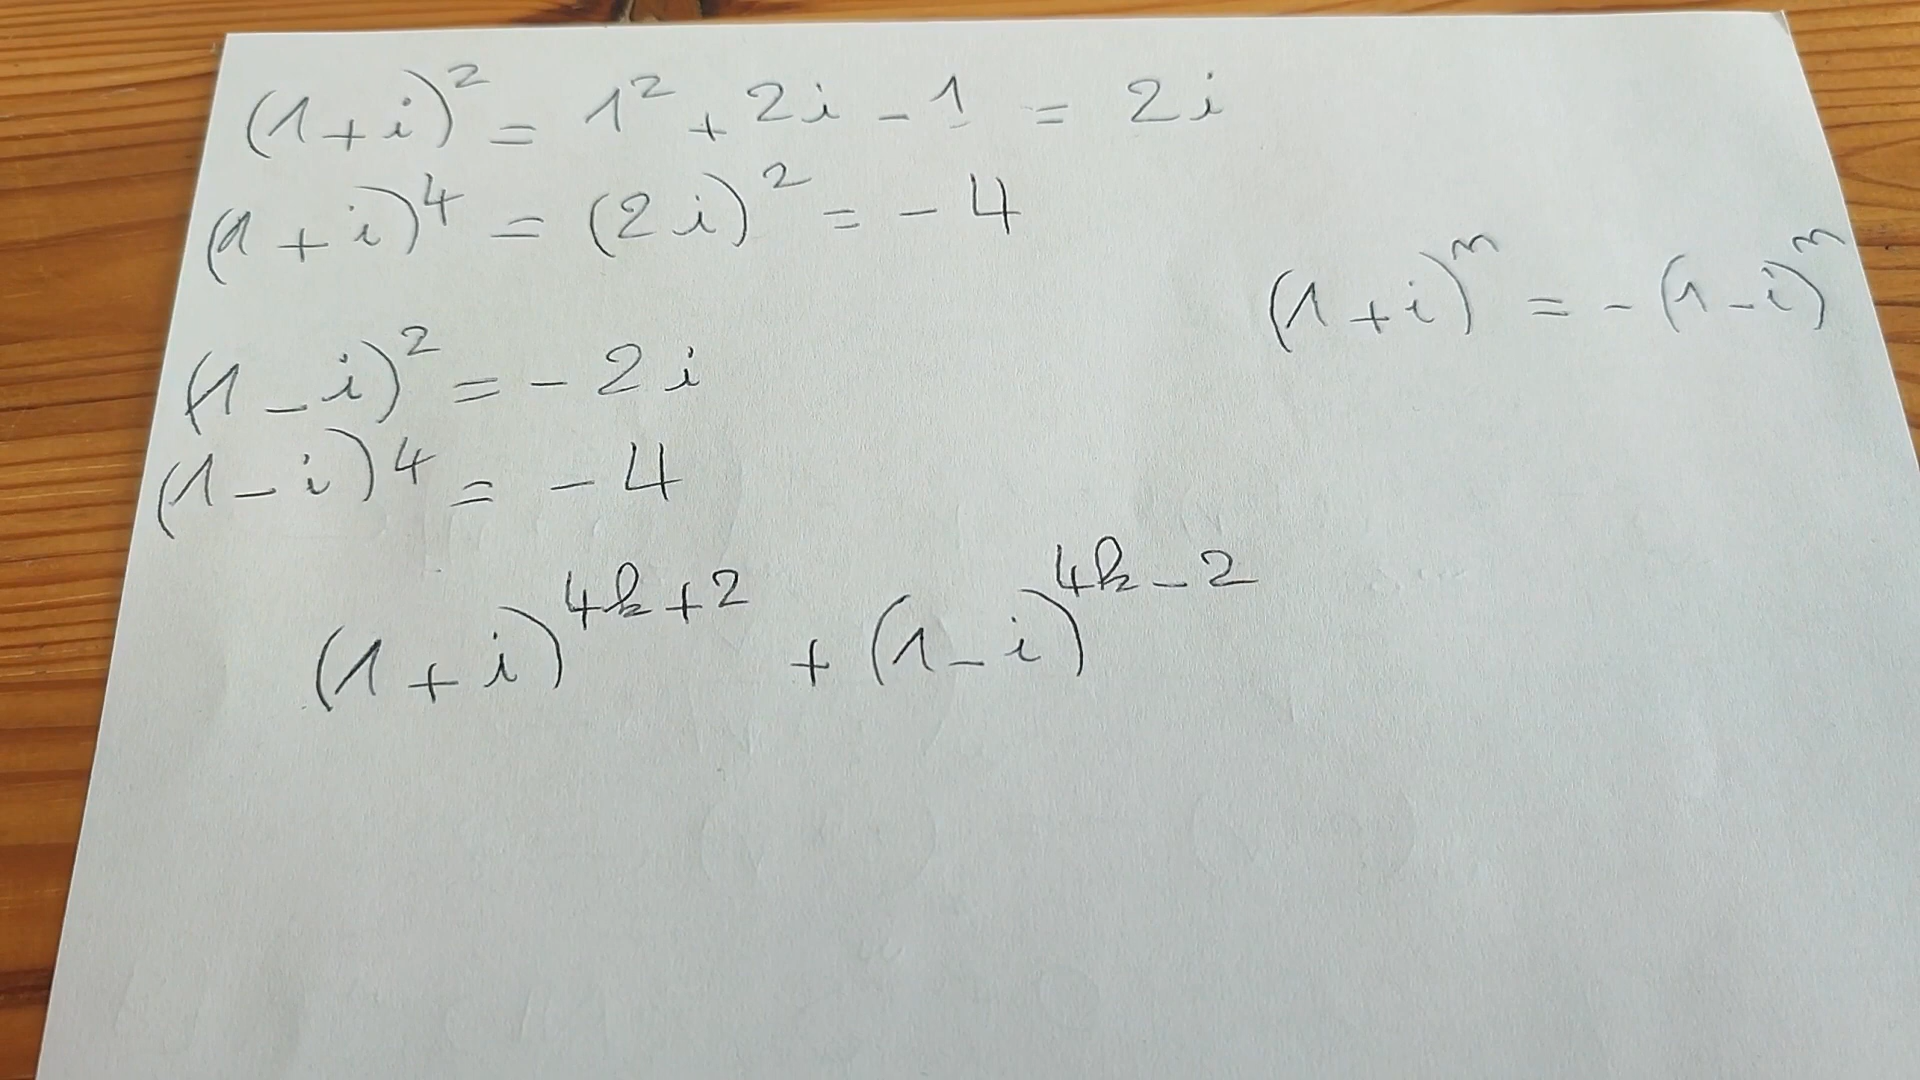 (1+i)² = 1² + 2i - 1 = 2i
(1+i)⁴ = (2i)² = -4
(1+i)ⁿ = -(1-i)ⁿ
(1-i)² = -2i
(1-i)⁴ = -4
(1+i)^{4k+2} + (1-i)^{4k-2}